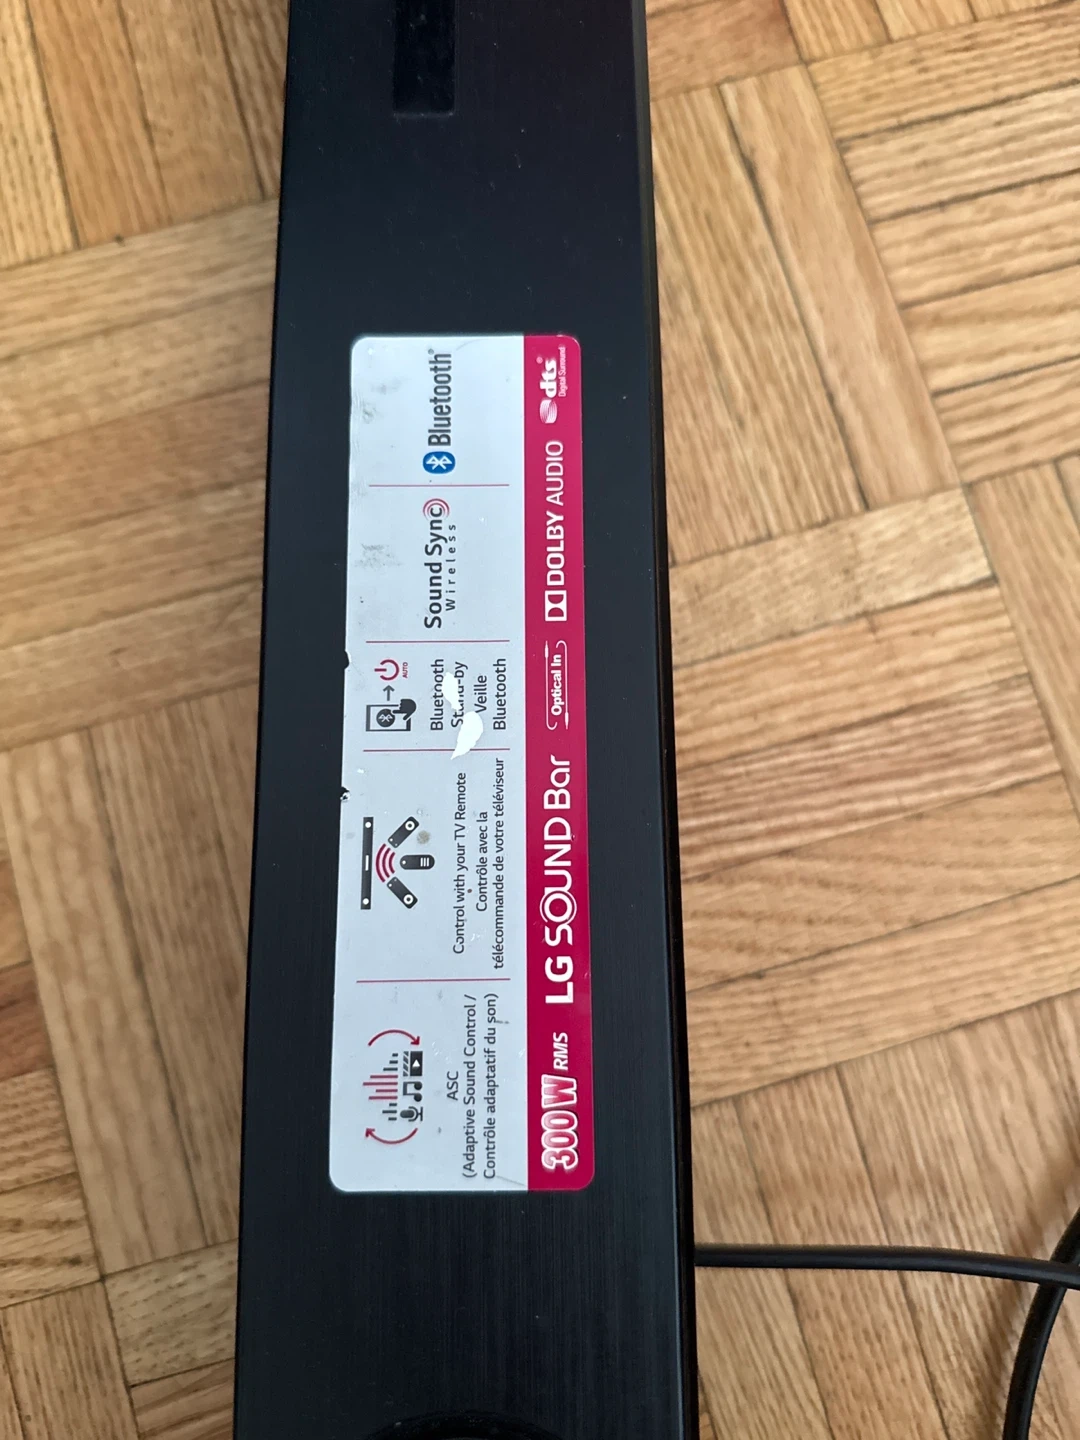 ASC
(Adaptive Sound Control /
Contrôle adaptatif du son)
Control with your TV Remote
Contrôle avec la
télécommande de votre téléviseur
AUTO
Bluetooth
Stand-by
Veille
Bluetooth
Sound Sync
Wireless
Bluetooth®
300W RMS
LG SOUND Bar
Optical In
DOLBY AUDIO
dts®
Digital Surround